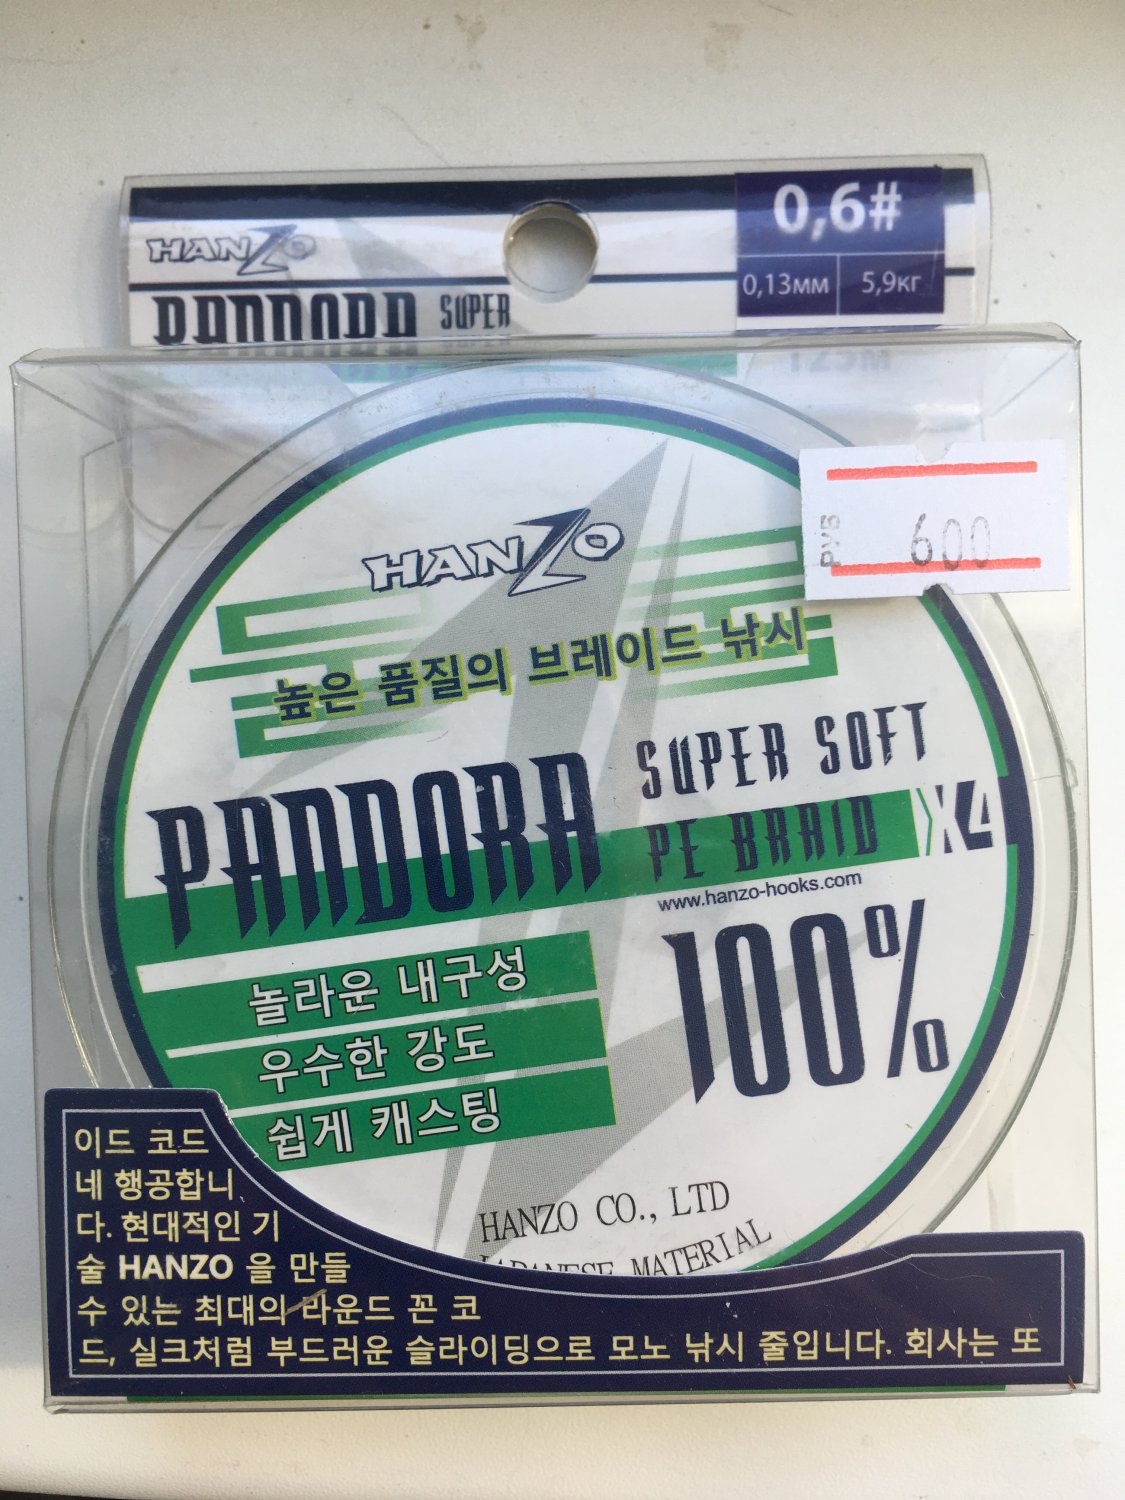 HANZO
0,6#
0,13мм 5,9кг
PANDORA SUPER
125M
600
РУБ
HANZO
높은 품질의 브레이드 낚시
PANDORA SUPER SOFT
PE BRAID X4
www.hanzo-hooks.com
100%
놀라운 내구성
우수한 강도
쉽게 캐스팅
HANZO CO., LTD
JAPANESE MATERIAL
이드 코드
네 행공합니
다. 현대적인 기
술 HANZO 을 만들
수 있는 최대의 라운드 꼰 코
드, 실크처럼 부드러운 슬라이딩으로 모노 낚시 줄입니다. 회사는 또